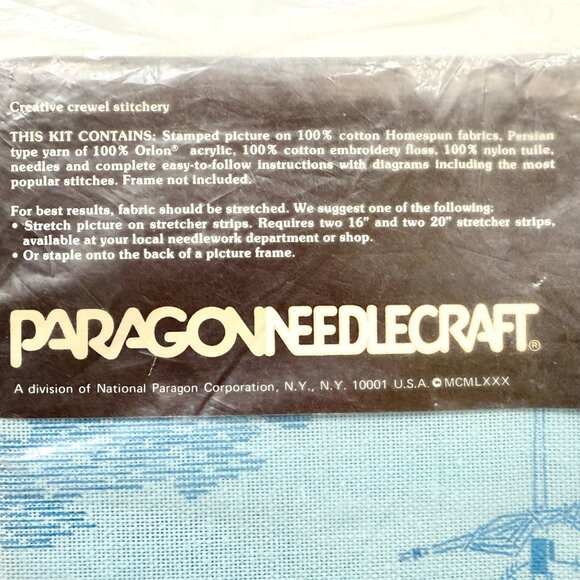 Creative crewel stitchery
THIS KIT CONTAINS: Stamped picture on 100% cotton Homespun fabrics, Persian
type yarn of 100% Orlon® acrylic, 100% cotton embroidery floss, 100% nylon tulle,
needles and complete easy-to-follow instructions with diagrams including the most
popular stitches. Frame not included.
For best results, fabric should be stretched. We suggest one of the following:
• Stretch picture on stretcher strips. Requires two 16" and two 20" stretcher strips,
available at your local needlework department or shop.
• Or staple onto the back of a picture frame.
PARAGON NEEDLECRAFT®
A division of National Paragon Corporation, N.Y., N.Y. 10001 U.S.A. © MCMLXXX